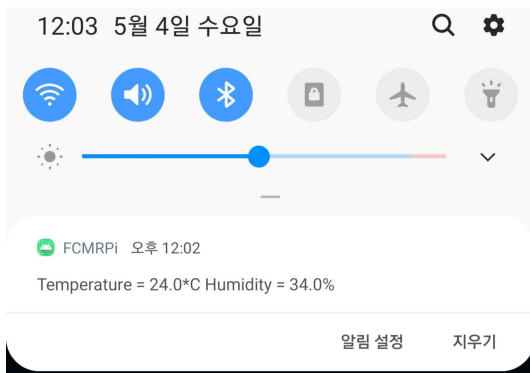 12:03 5월 4일 수요일
FCMRPi 오후 12:02
Temperature = 24.0*C Humidity = 34.0%
알림 설정 지우기